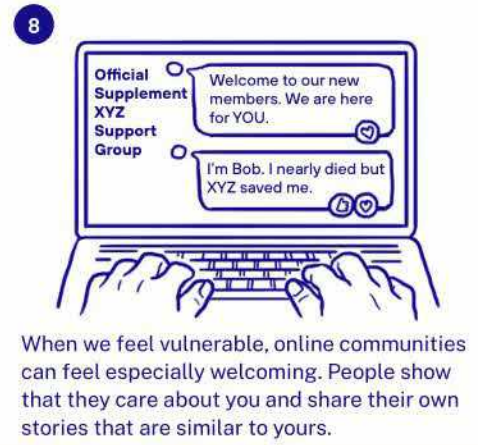 8
Official
Supplement
XYZ
Support
Group
Welcome to our new
members. We are here
for YOU.
I'm Bob. I nearly died but
XYZ saved me.
When we feel vulnerable, online communities
can feel especially welcoming. People show
that they care about you and share their own
stories that are similar to yours.